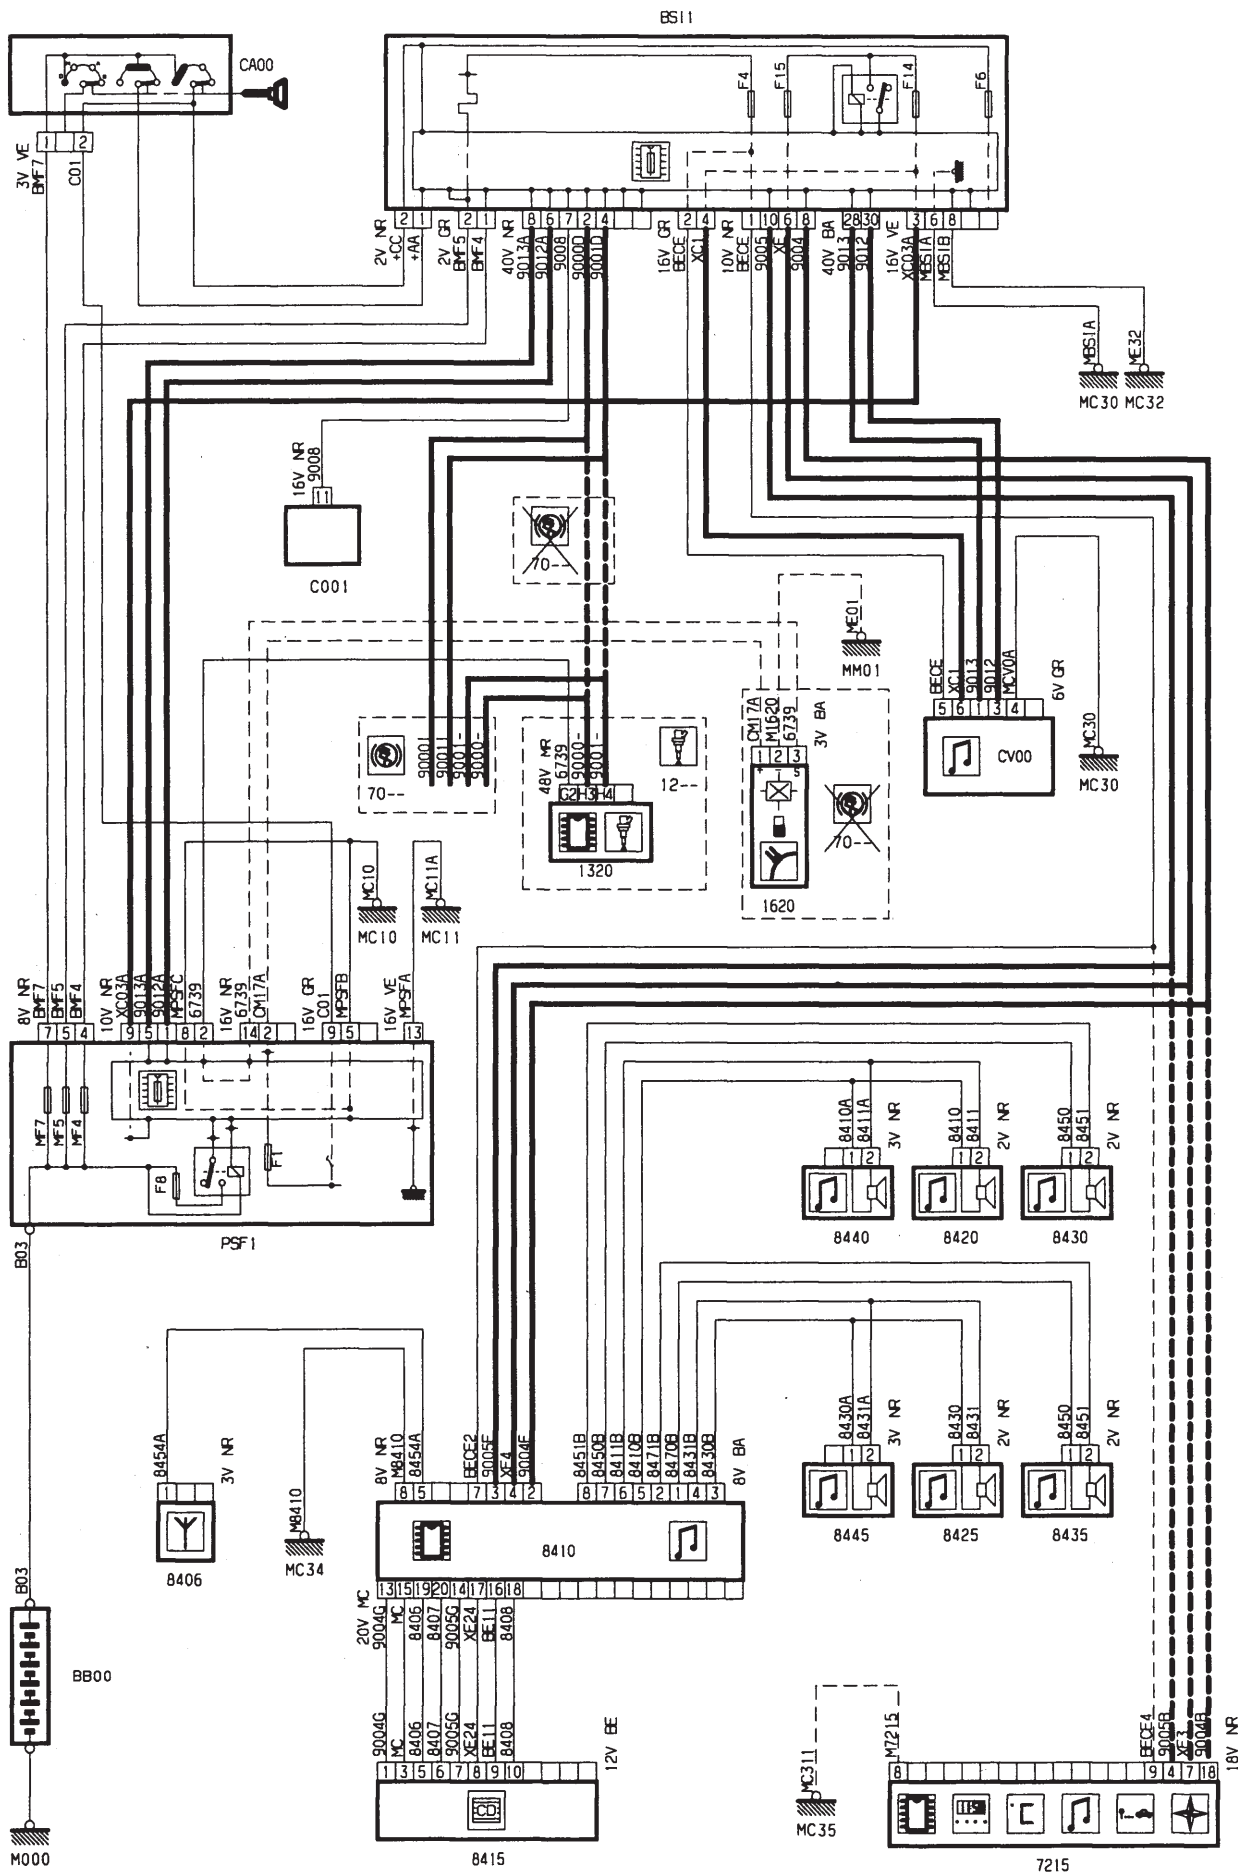 BSI1
CA00
F4
F15
F14
F6
1 2
3V VE
BMF7
C01
2 1 2 1 8 6 7 2 4 2 4 1 10 6 8 28 30 3 6 8
2V NR
+CC
+AA
2V GR
BMF5
BMF4
40V NR
9013A
9012A
9008
9000D
9001D
16V GR
BECE
XC1
10V NR
BECE
9005
XE
9004
40V BA
9013
9012
16V VE
XC03A
MBSIA
MBSIB
MBSIA
ME32
MC30 MC32
16V NR
9008
11
C001
70--
ME01
MM01
BECE
XC1
9013
9012
MCV0A
6V GR
5 6 1 3 4
CV00
MC30
MC30
90001
90011
9001-
9000-
70--
48V MR
6739
9000-
9001-
G2 H3 H4
12--
1320
CM17A
M1620
6739
3V BA
1 2 3
+ - S
70--
1620
MC10
MC10
MC11A
MC11
8V NR
BMF7
BMF5
BMF4
10V NR
XC03A
9013A
9012A
MPSFC
6739
16V NR
6739
CM17A
16V GR
C01
MPSFB
16V VE
MPSFA
7 5 4 9 5 1 8 2 14 2 9 5 13
MF7
MF5
MF4
F8
F1
PSF1
B03
8410A
8411A
3V NR
8410
8411
2V NR
8450
8451
2V NR
1 2 1 2 1 2
8440 8420 8430
8430A
8431A
3V NR
8430
8431
2V NR
8450
8451
2V NR
1 2 1 2 1 2
8445 8425 8435
8454A
3V NR
1
8406
M8410
MC34
8V NR
M8410
8454A
BECE2
9005F
XE4
9004F
8451B
8450B
8411B
8410B
8471B
8470B
8431B
8430B
8V BA
8 5 7 3 4 2 8 7 6 5 2 1 4 3
8410
13 15 19 20 14 17 16 18
20V MC
9004G
MC
8406
8407
9005G
XE24
BE11
8408
B03
BB00
M000
9004G
MC
8406
8407
9005G
XE24
BE11
8408
12V BE
1 3 5 6 7 8 9 10
CD
8415
MC311
MC35
M7215
8
BECE4
9005B
XE3
9004B
18V NR
9 4 7 18
°C
7215